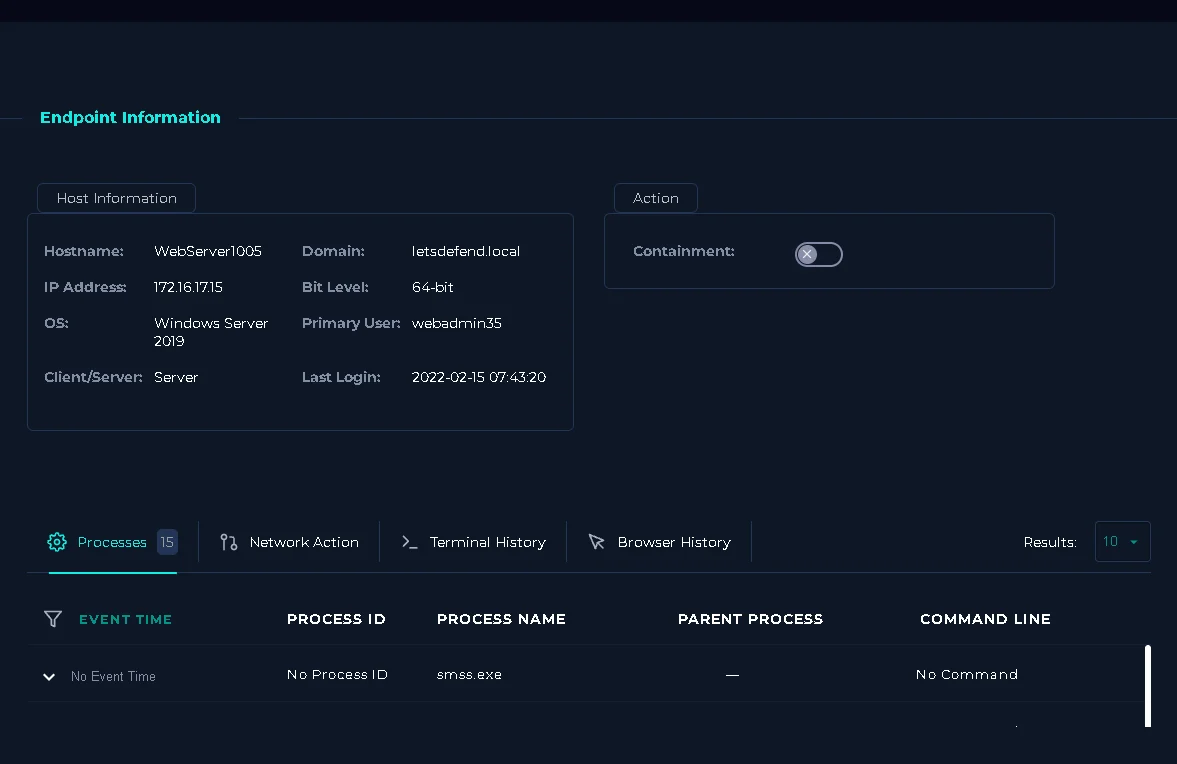 Endpoint Information
Host Information
Hostname: WebServer1005 Domain: letsdefend.local
IP Address: 172.16.17.15 Bit Level: 64-bit
OS: Windows Server 2019 Primary User: webadmin35
Client/Server: Server Last Login: 2022-02-15 07:43:20
Action
Containment:
Processes 15 Network Action Terminal History Browser History Results: 10
EVENT TIME PROCESS ID PROCESS NAME PARENT PROCESS COMMAND LINE
No Event Time No Process ID smss.exe — No Command